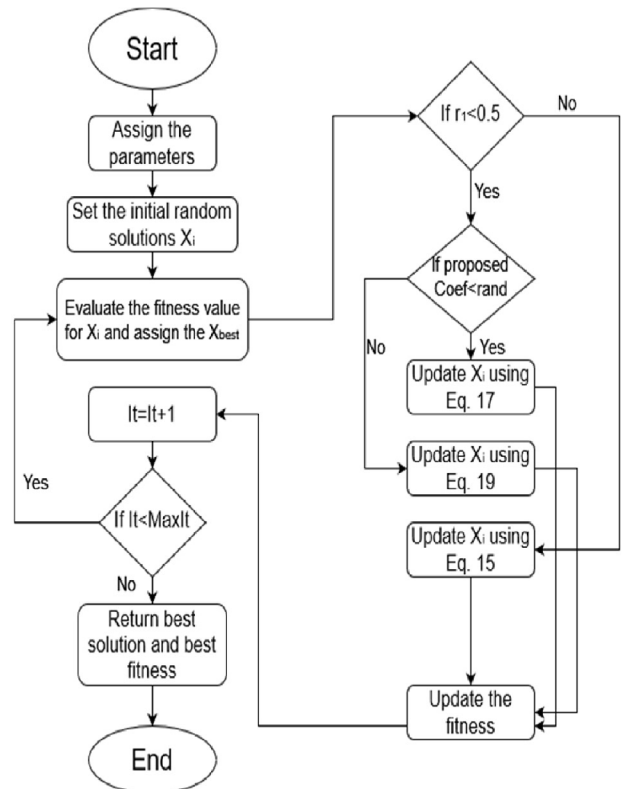 Start
Assign the
parameters
Set the initial random
solutions Xi
Evaluate the fitness value
for Xi and assign the Xbest
It=It+1
Yes
If It<MaxIt
No
Return best
solution and best
fitness
End
If r1<0.5
No
Yes
If proposed
Coef<rand
No
Yes
Update Xi using
Eq. 17
Update Xi using
Eq. 19
Update Xi using
Eq. 15
Update the
fitness